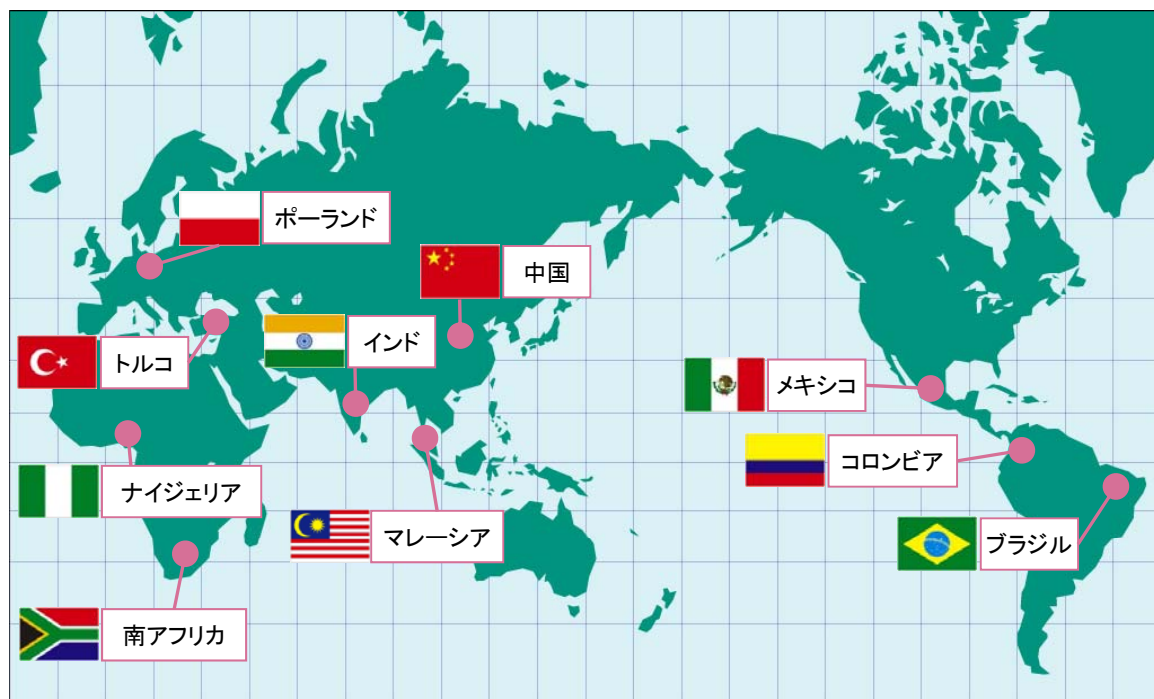 ポーランド
中国
インド
トルコ
メキシコ
コロンビア
ナイジェリア
マレーシア
ブラジル
南アフリカ